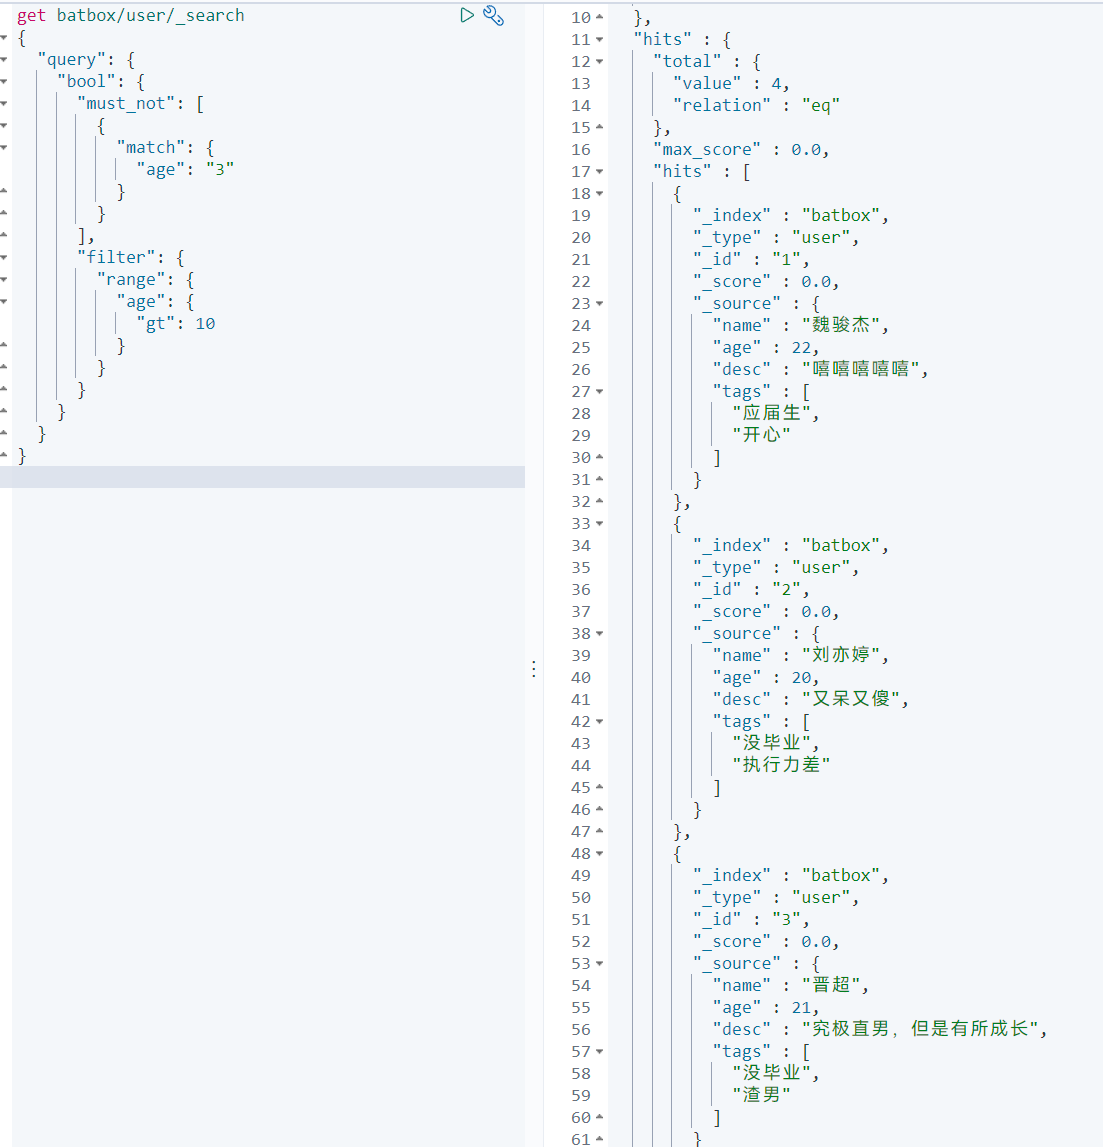 get batbox/user/_search
{
  "query": {
    "bool": {
      "must_not": [
        {
          "match": {
            "age": "3"
          }
        }
      ],
      "filter": {
        "range": {
          "age": {
            "gt": 10
          }
        }
      }
    }
  }
}
10 },
11 "hits" : {
12 "total" : {
13 "value" : 4,
14 "relation" : "eq"
15 },
16 "max_score" : 0.0,
17 "hits" : [
18 {
19 "_index" : "batbox",
20 "_type" : "user",
21 "_id" : "1",
22 "_score" : 0.0,
23 "_source" : {
24 "name" : "魏骏杰",
25 "age" : 22,
26 "desc" : "嘻嘻嘻嘻嘻",
27 "tags" : [
28 "应届生",
29 "开心"
30 ]
31 }
32 },
33 {
34 "_index" : "batbox",
35 "_type" : "user",
36 "_id" : "2",
37 "_score" : 0.0,
38 "_source" : {
39 "name" : "刘亦婷",
40 "age" : 20,
41 "desc" : "又呆又傻",
42 "tags" : [
43 "没毕业",
44 "执行力差"
45 ]
46 }
47 },
48 {
49 "_index" : "batbox",
50 "_type" : "user",
51 "_id" : "3",
52 "_score" : 0.0,
53 "_source" : {
54 "name" : "晋超",
55 "age" : 21,
56 "desc" : "究极直男，但是有所成长",
57 "tags" : [
58 "没毕业",
59 "渣男"
60 ]
61 }